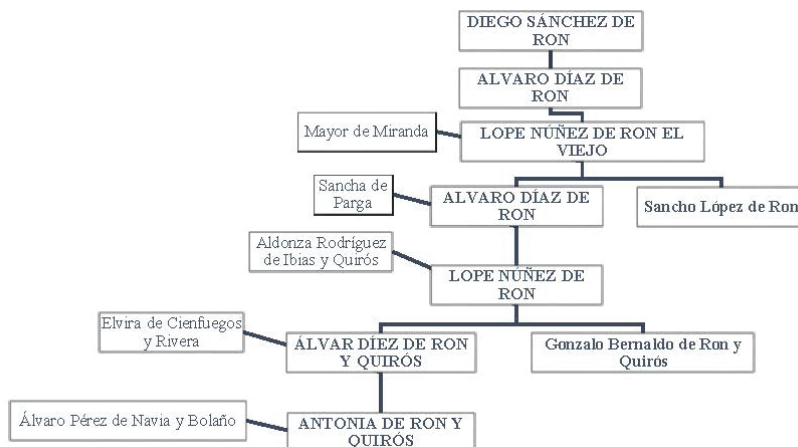 DIEGO SÁNCHEZ DE
RON
ALVARO DÍAZ DE
RON
Mayor de Miranda
LOPE NÚÑEZ DE RON EL
VIEJO
Sancha de
Parga
ALVARO DÍAZ DE
RON
Sancho López de Ron
Aldonza Rodríguez
de Ibias y Quirós
LOPE NÚÑEZ DE
RON
Elvira de Cienfuegos
y Rivera
ÁLVAR DÍEZ DE RON
Y QUIRÓS
Gonzalo Bernaldo de Ron y
Quirós
Álvaro Pérez de Navia y Bolaño
ANTONIA DE RON Y
QUIRÓS